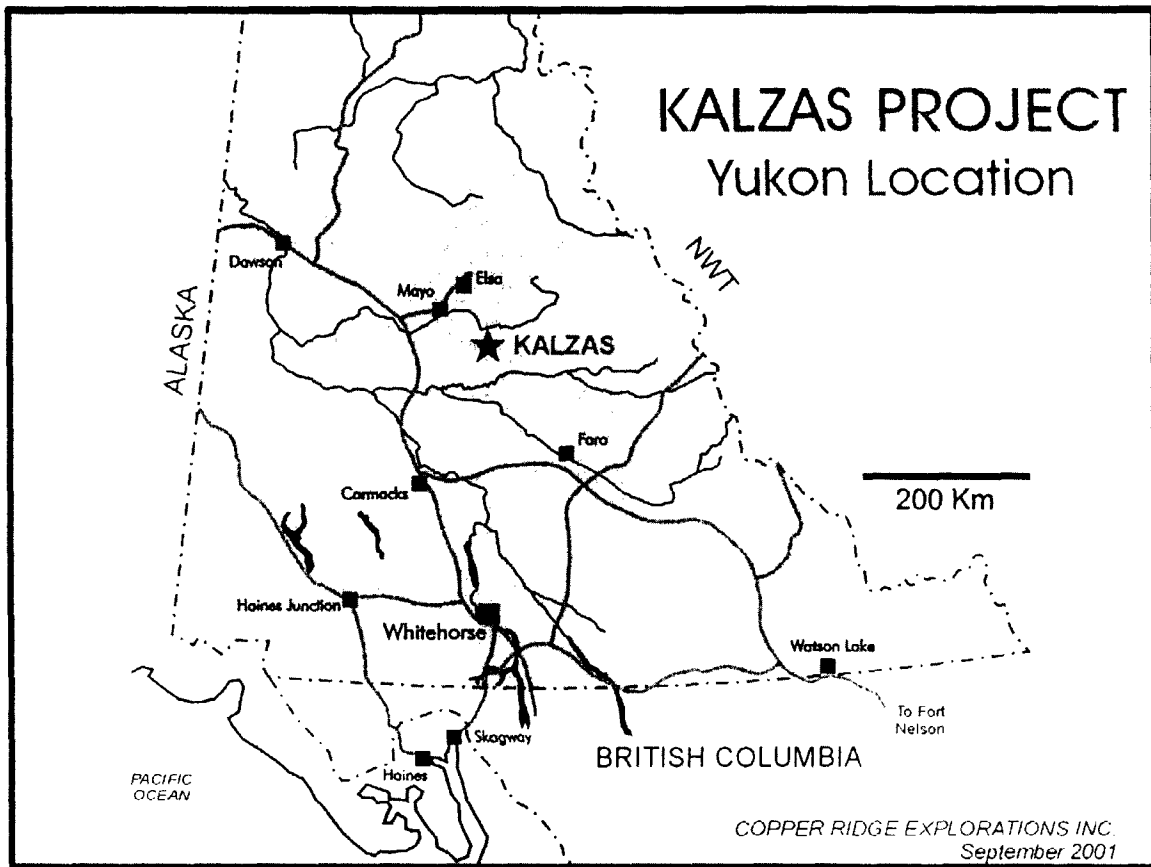 KALZAS PROJECT
Yukon Location
NWT
Dawson
Elsa
Mayo
KALZAS
ALASKA
Faro
Carmacks
200 Km
Haines Junction
Whitehorse
Watson Lake
To Fort
Nelson
Skagway
BRITISH COLUMBIA
Haines
PACIFIC
OCEAN
COPPER RIDGE EXPLORATIONS INC.
September 2001